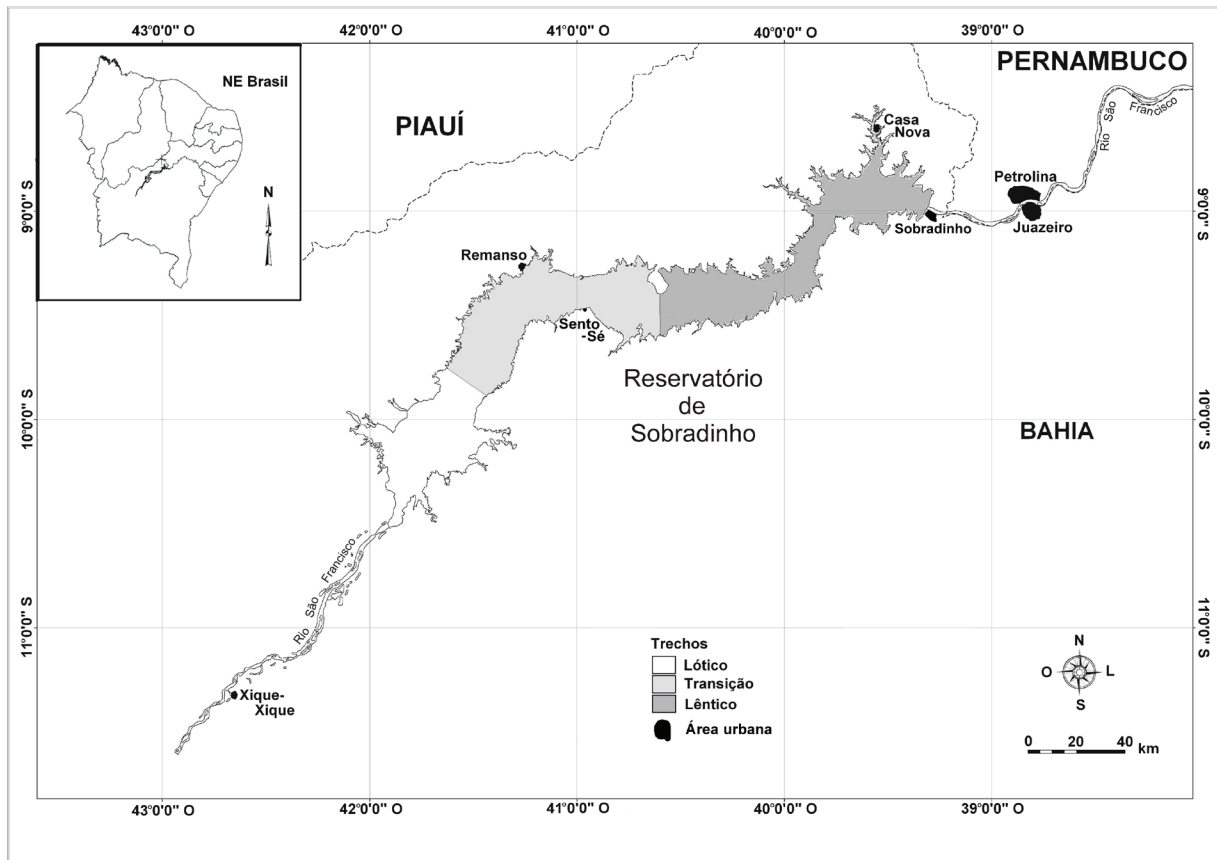 43°0'0" O
42°0'0" O
41°0'0" O
40°0'0" O
39°0'0" O
NE Brasil
N
PIAUÍ
PERNAMBUCO
Rio São Francisco
Casa
Nova
Petrolina
Juazeiro
Sobradinho
9°0'0" S
9°0'0" S
Remanso
Sento
-Sé
Reservatório
de
Sobradinho
10°0'0" S
10°0'0" S
BAHIA
Rio São Francisco
11°0'0" S
11°0'0" S
Xique-
Xique
Trechos
Lótico
Transição
Lêntico
Área urbana
N
O
L
S
0 20 40 km
43°0'0" O
42°0'0" O
41°0'0" O
40°0'0" O
39°0'0" O